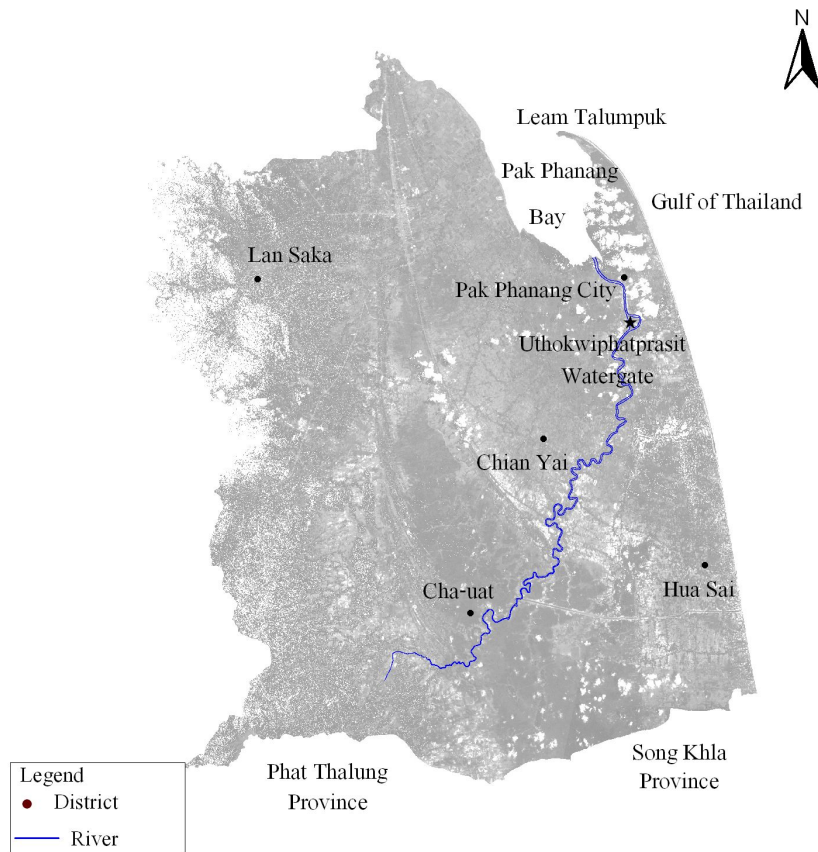 N
Leam Talumpuk
Pak Phanang
Bay
Gulf of Thailand
Lan Saka
Pak Phanang City
Uthokwiphatprasit
Watergate
Chian Yai
Cha-uat
Hua Sai
Song Khla
Province
Phat Thalung
Province
Legend
District
River